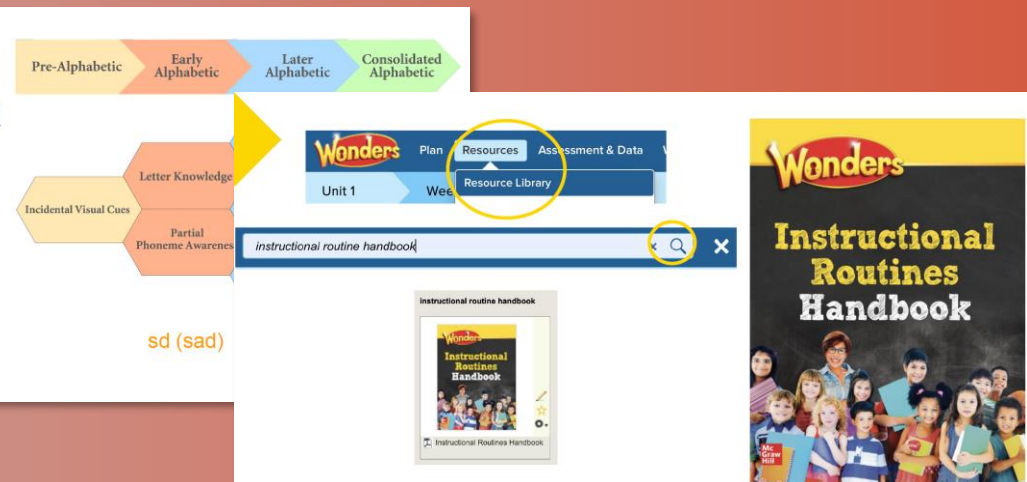 Pre-Alphabetic
Early
Alphabetic
Later
Alphabetic
Consolidated
Alphabetic
Letter Knowledge
Incidental Visual Cues
Partial
Phoneme Awarenes
sd (sad)
Wonders
Plan
Resources
Assessment & Data
Unit 1
Wee
Resource Library
instructional routine handbook
instructional routine handbook
Wonders
Instructional
Routines
Handbook
Instructional Routines Handbook
Wonders
Instructional
Routines
Handbook
Mc
Graw
Hill